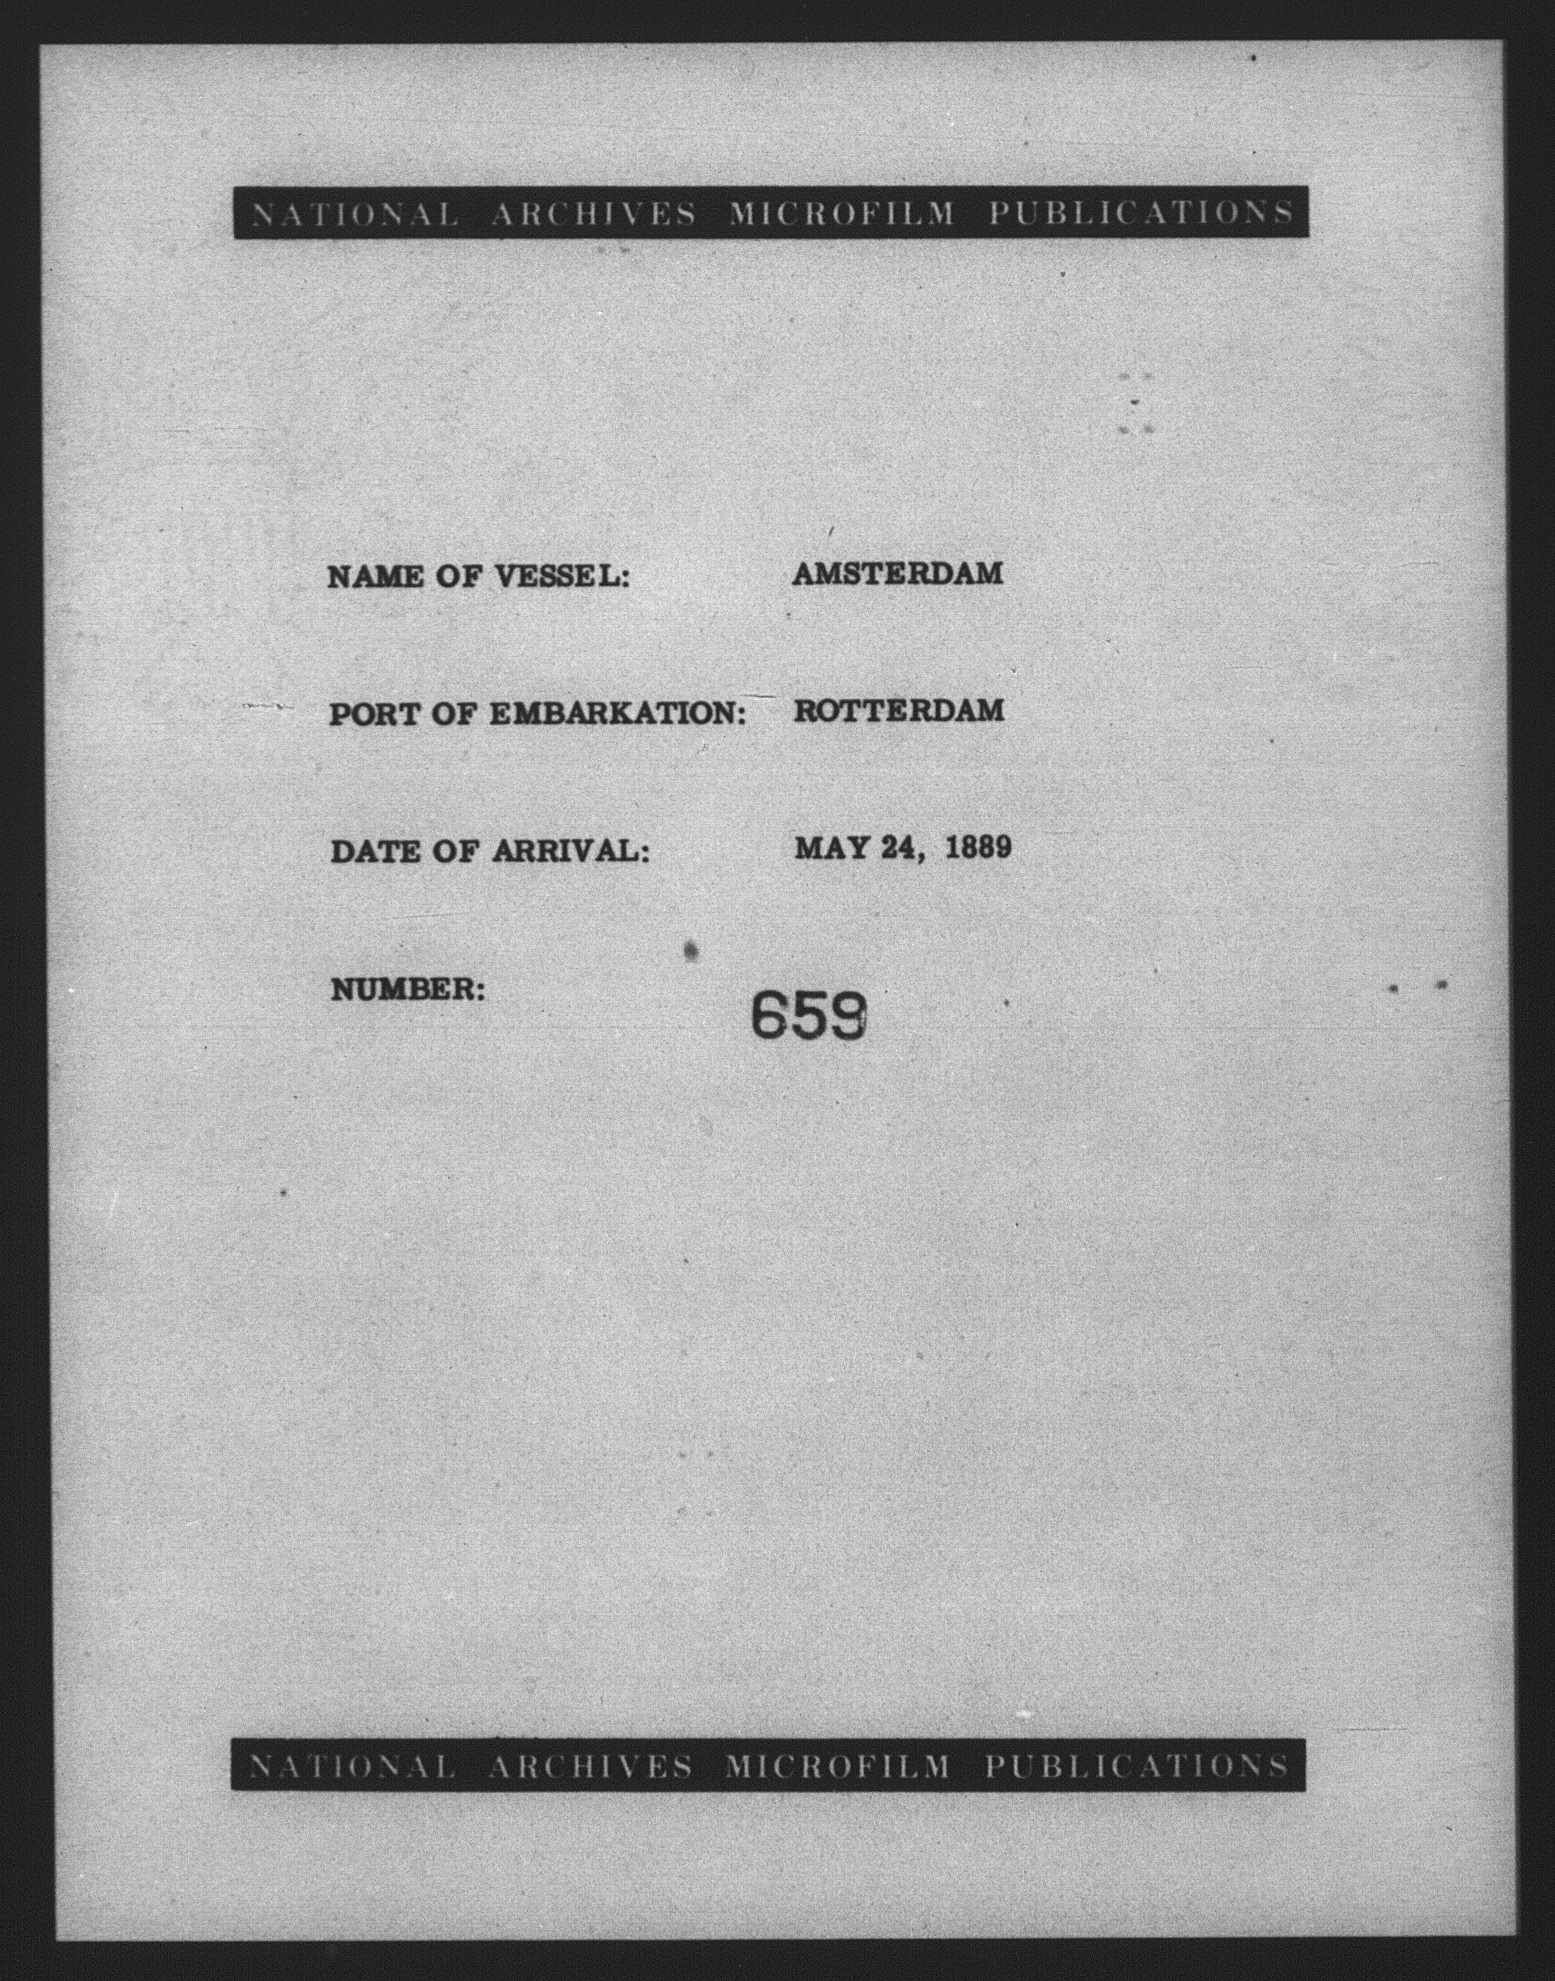 NATIONAL ARCHIVES MICROFILM PUBLICATIONS
NAME OF VESSEL: AMSTERDAM
PORT OF EMBARKATION: ROTTERDAM
DATE OF ARRIVAL: MAY 24, 1889
NUMBER: 659
NATIONAL ARCHIVES MICROFILM PUBLICATIONS